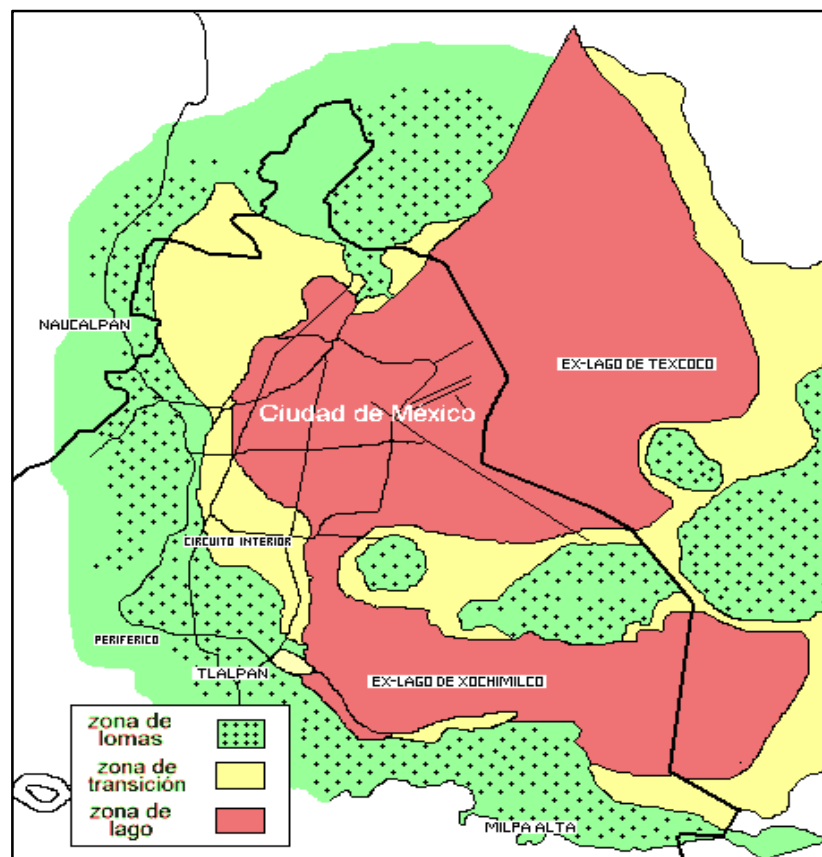 NAUCALPAN
EX-LAGO DE TEXCOCO
Ciudad de México
CIRCUITO INTERIOR
PERIFERICO
TLALPAN
EX-LAGO DE XOCHIMILCO
zona de
lomas
zona de
transición
zona de
lago
MILPA ALTA